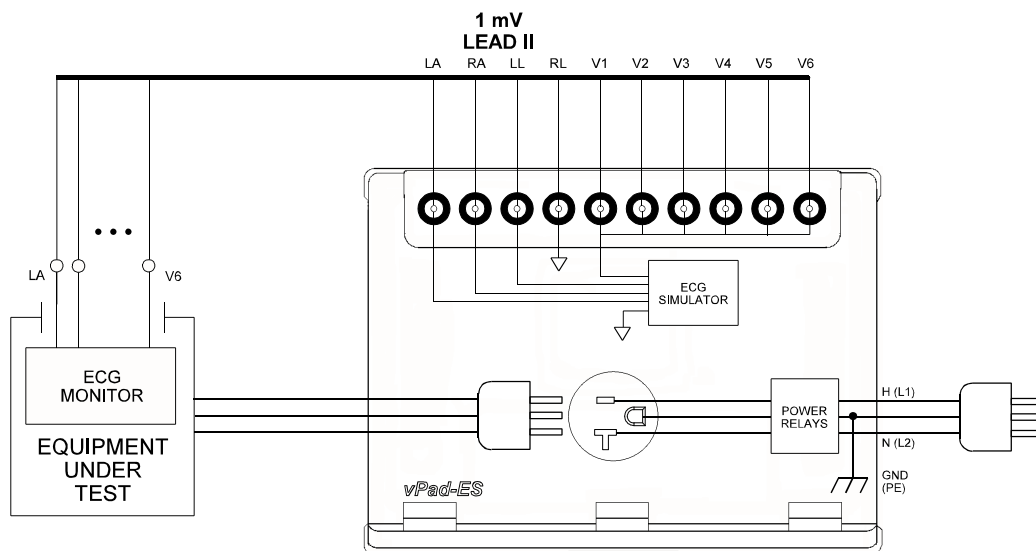 1 mV
LEAD II
LA RA LL RL V1 V2 V3 V4 V5 V6
LA V6
ECG
SIMULATOR
ECG
MONITOR
EQUIPMENT
UNDER
TEST
POWER
RELAYS
H (L1)
N (L2)
GND
(PE)
vPad-ES